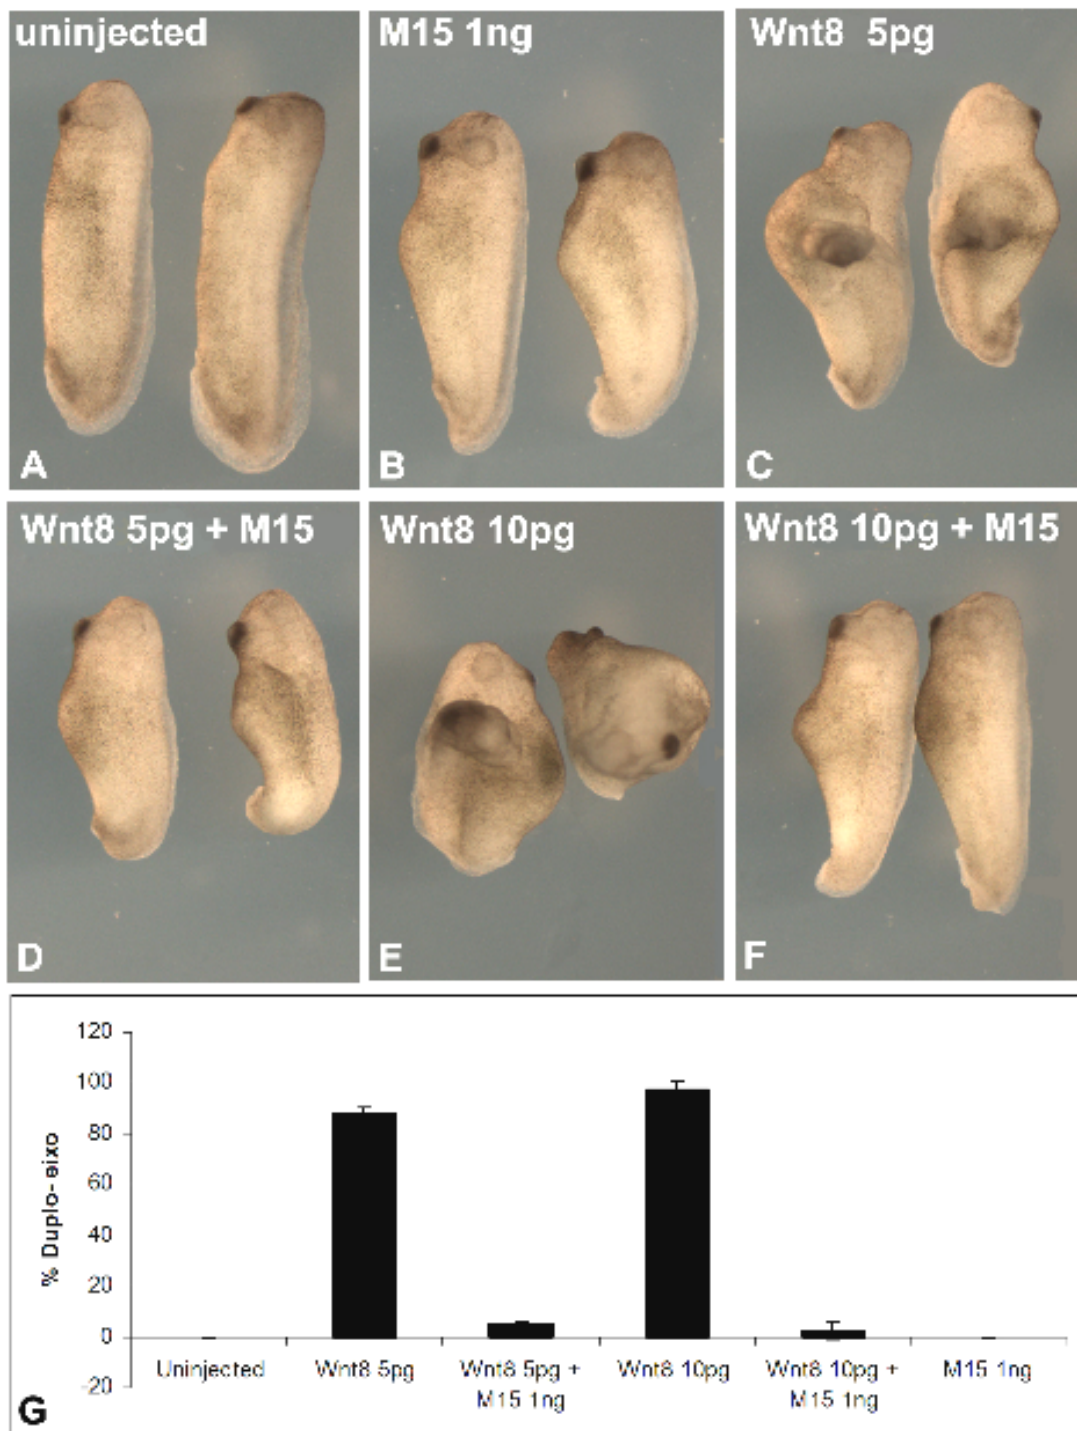 uninjected
M15 1ng
Wnt8 5pg
A
B
C
Wnt8 5pg + M15
Wnt8 10pg
Wnt8 10pg + M15
D
E
F
120
100
80
60
40
20
0
-20
% Duplo-eixo
Uninjected
Wnt8 5pg
Wnt8 5pg +
M15 1ng
Wnt8 10pg
Wnt8 10pg +
M15 1ng
M15 1ng
G